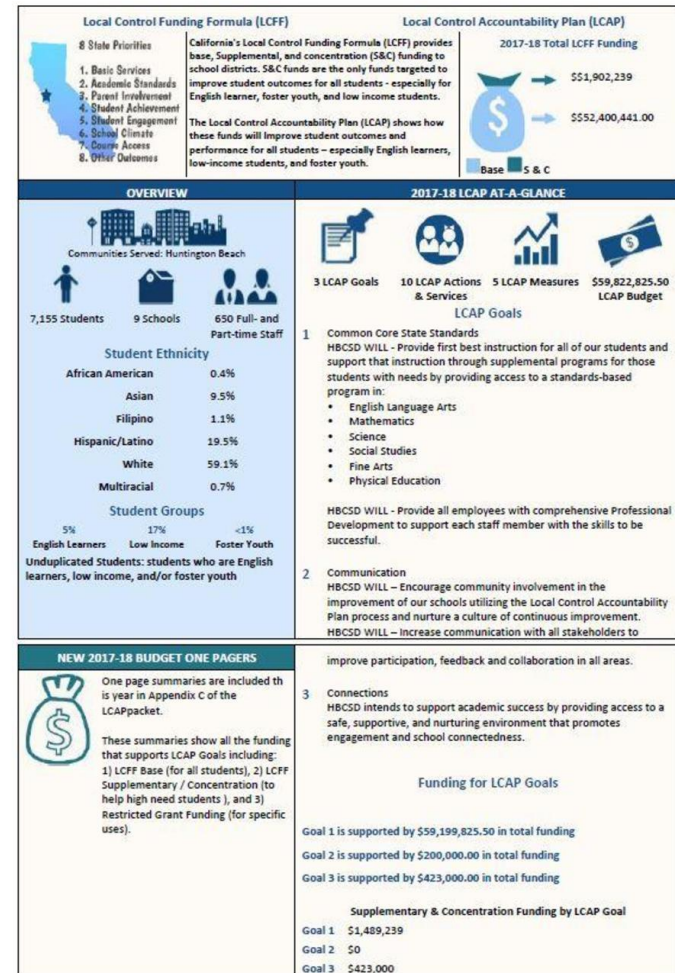 Local Control Funding Formula (LCFF)
Local Control Accountability Plan (LCAP)
8 State Priorities
1. Basic Services
2. Academic Standards
3. Parent Involvement
4. Student Achievement
5. Student Engagement
6. School Climate
7. Course Access
8. Other Outcomes
California's Local Control Funding Formula (LCFF) provides
base, Supplemental, and concentration (S&C) funding to
school districts. S&C funds are the only funds targeted to
improve student outcomes for all students - especially for
English learner, foster youth, and low income students.
The Local Control Accountability Plan (LCAP) shows how
these funds will Improve student outcomes and
performance for all students – especially English learners,
low-income students, and foster youth.
2017-18 Total LCFF Funding
$51,902,239
$552,400,441.00
$
Base S & C
OVERVIEW
Communities Served: Huntington Beach
7,155 Students
9 Schools
650 Full- and
Part-time Staff
Student Ethnicity
African American 0.4%
Asian 9.5%
Filipino 1.1%
Hispanic/Latino 19.5%
White 59.1%
Multiracial 0.7%
Student Groups
5% 17% <1%
English Learners Low Income Foster Youth
Unduplicated Students: students who are English
learners, low income, and/or foster youth
2017-18 LCAP AT-A-GLANCE
3 LCAP Goals
10 LCAP Actions
& Services
5 LCAP Measures
$59,822,825.50
LCAP Budget
LCAP Goals
1 Common Core State Standards
HBCSD WILL - Provide first best instruction for all of our students and
support that instruction through supplemental programs for those
students with needs by providing access to a standards-based
program in:
• English Language Arts
• Mathematics
• Science
• Social Studies
• Fine Arts
• Physical Education
HBCSD WILL - Provide all employees with comprehensive Professional
Development to support each staff member with the skills to be
successful.
2 Communication
HBCSD WILL – Encourage community involvement in the
improvement of our schools utilizing the Local Control Accountability
Plan process and nurture a culture of continuous improvement.
HBCSD WILL – Increase communication with all stakeholders to
NEW 2017-18 BUDGET ONE PAGERS
$
One page summaries are included th
is year in Appendix C of the
LCAPpacket.
These summaries show all the funding
that supports LCAP Goals including:
1) LCFF Base (for all students), 2) LCFF
Supplementary / Concentration (to
help high need students ), and 3)
Restricted Grant Funding (for specific
uses).
improve participation, feedback and collaboration in all areas.
3 Connections
HBCSD intends to support academic success by providing access to a
safe, supportive, and nurturing environment that promotes
engagement and school connectedness.
Funding for LCAP Goals
Goal 1 is supported by $59,199,825.50 in total funding
Goal 2 is supported by $200,000.00 in total funding
Goal 3 is supported by $423,000.00 in total funding
Supplementary & Concentration Funding by LCAP Goal
Goal 1 $1,489,239
Goal 2 $0
Goal 3 $423,000